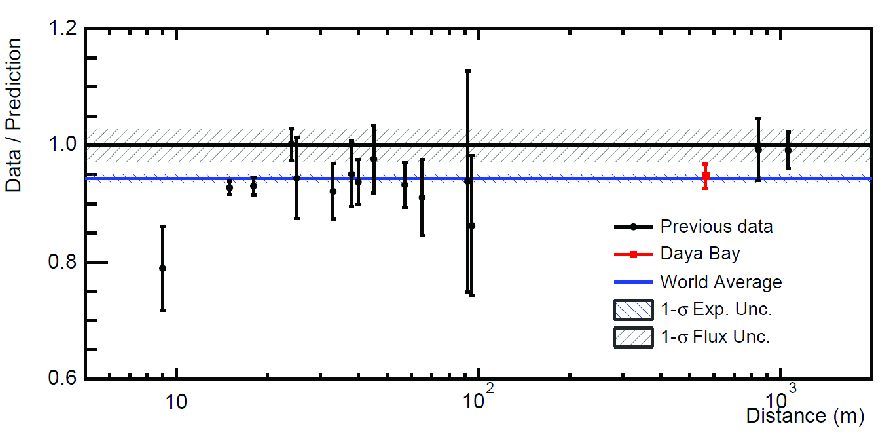 Data / Prediction
1.2
1.0
0.8
0.6
Previous data
Daya Bay
World Average
1-σ Exp. Unc.
1-σ Flux Unc.
10 10² 10³
Distance (m)